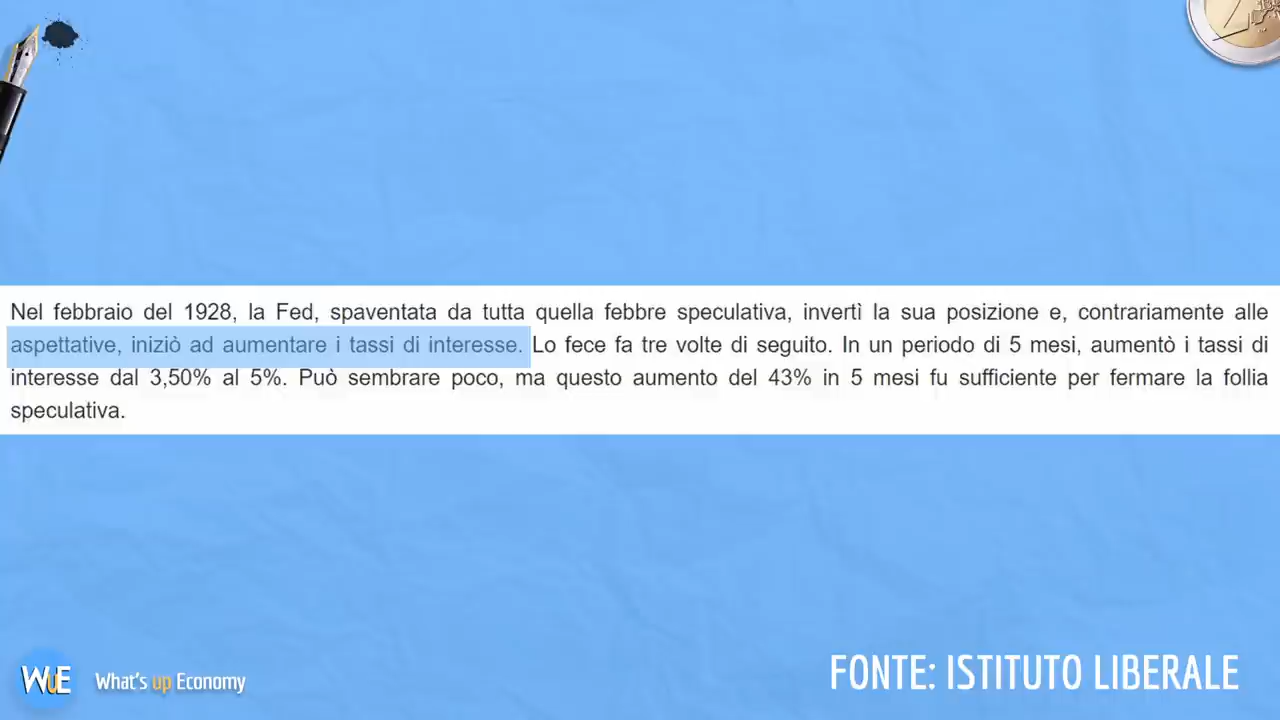 Nel febbraio del 1928, la Fed, spaventata da tutta quella febbre speculativa, invertì la sua posizione e, contrariamente alle
aspettative, iniziò ad aumentare i tassi di interesse. Lo fece fa tre volte di seguito. In un periodo di 5 mesi, aumentò i tassi di
interesse dal 3,50% al 5%. Può sembrare poco, ma questo aumento del 43% in 5 mesi fu sufficiente per fermare la follia
speculativa.
WuE What's up Economy
FONTE: ISTITUTO LIBERALE